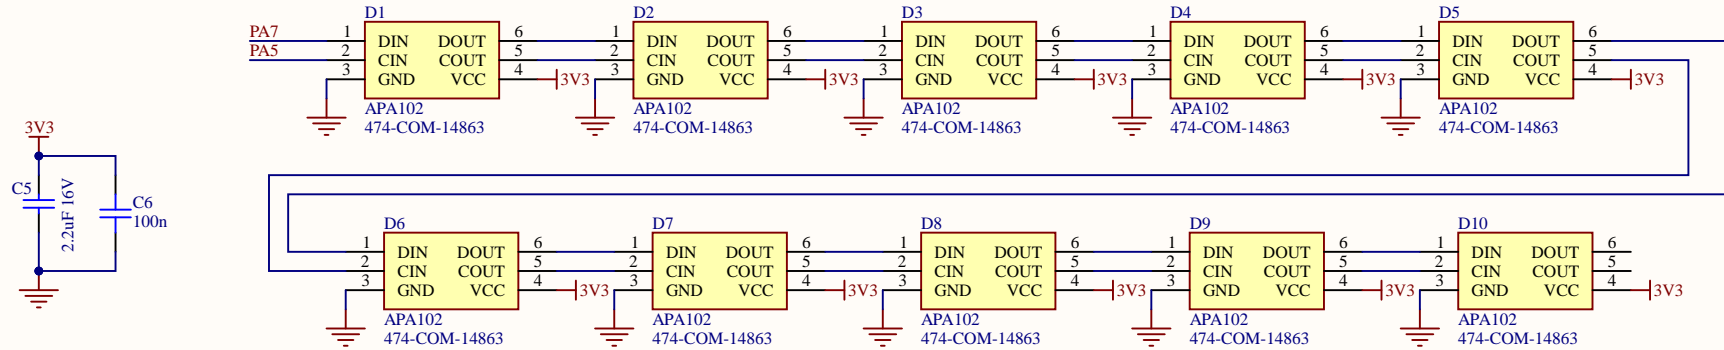 D1 D2 D3 D4 D5
PA7 1 DIN DOUT 6 1 DIN DOUT 6 1 DIN DOUT 6 1 DIN DOUT 6 1 DIN DOUT 6
PA5 2 CIN COUT 5 2 CIN COUT 5 2 CIN COUT 5 2 CIN COUT 5 2 CIN COUT 5
3 GND VCC 4 3V3 3 GND VCC 4 3V3 3 GND VCC 4 3V3 3 GND VCC 4 3V3 3 GND VCC 4 3V3
APA102 APA102 APA102 APA102 APA102
474-COM-14863 474-COM-14863 474-COM-14863 474-COM-14863 474-COM-14863
3V3
C5
2.2uF 16V
C6
100n
D6 D7 D8 D9 D10
1 DIN DOUT 6 1 DIN DOUT 6 1 DIN DOUT 6 1 DIN DOUT 6 1 DIN DOUT 6
2 CIN COUT 5 2 CIN COUT 5 2 CIN COUT 5 2 CIN COUT 5 2 CIN COUT 5
3 GND VCC 4 3V3 3 GND VCC 4 3V3 3 GND VCC 4 3V3 3 GND VCC 4 3V3 3 GND VCC 4 3V3
APA102 APA102 APA102 APA102 APA102
474-COM-14863 474-COM-14863 474-COM-14863 474-COM-14863 474-COM-14863